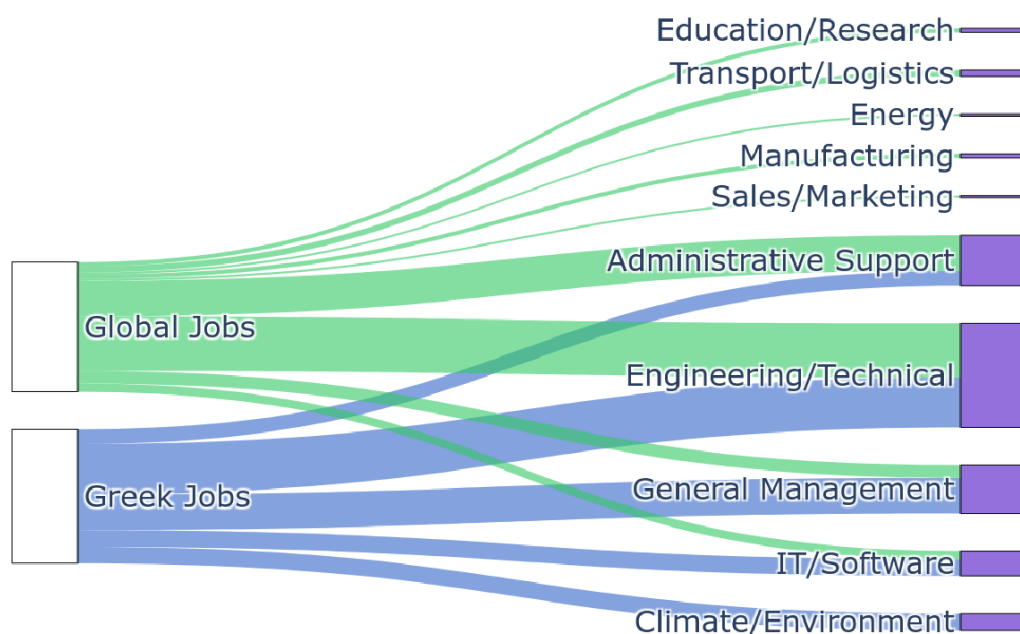 Education/Research
Transport/Logistics
Energy
Manufacturing
Sales/Marketing
Administrative Support
Global Jobs
Engineering/Technical
General Management
Greek Jobs
IT/Software
Climate/Environment